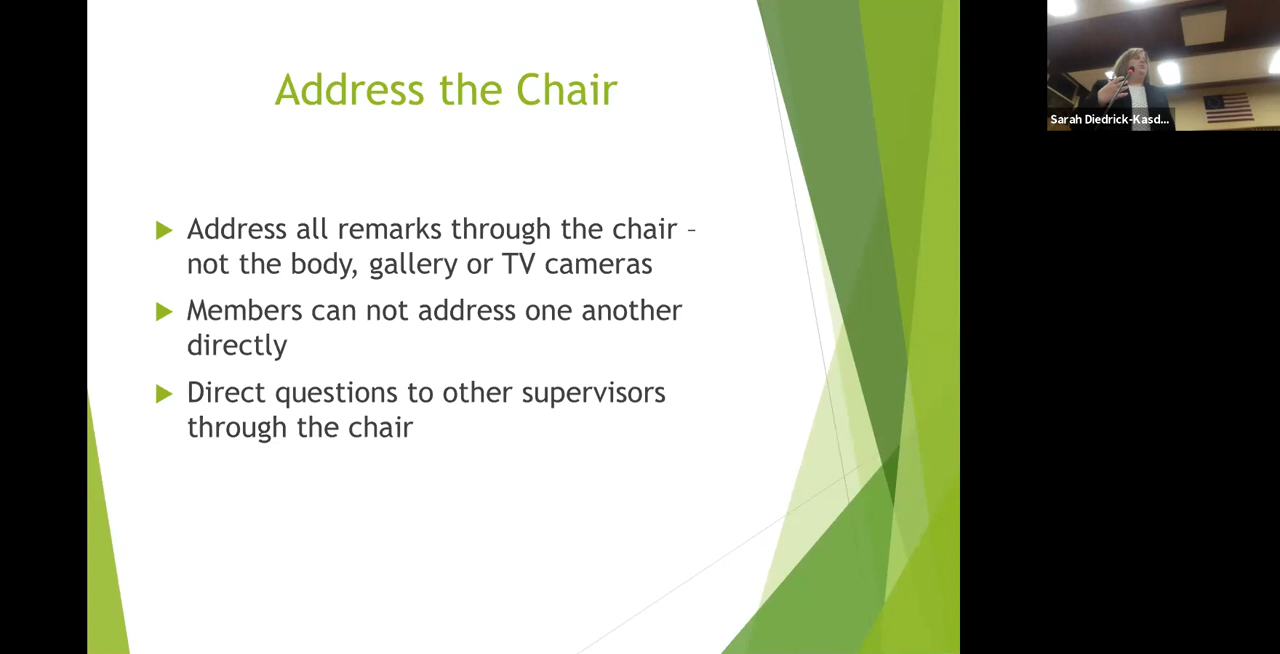 Address the Chair
Address all remarks through the chair –
not the body, gallery or TV cameras
Members can not address one another
directly
Direct questions to other supervisors
through the chair
Sarah Diedrick-Kasd...